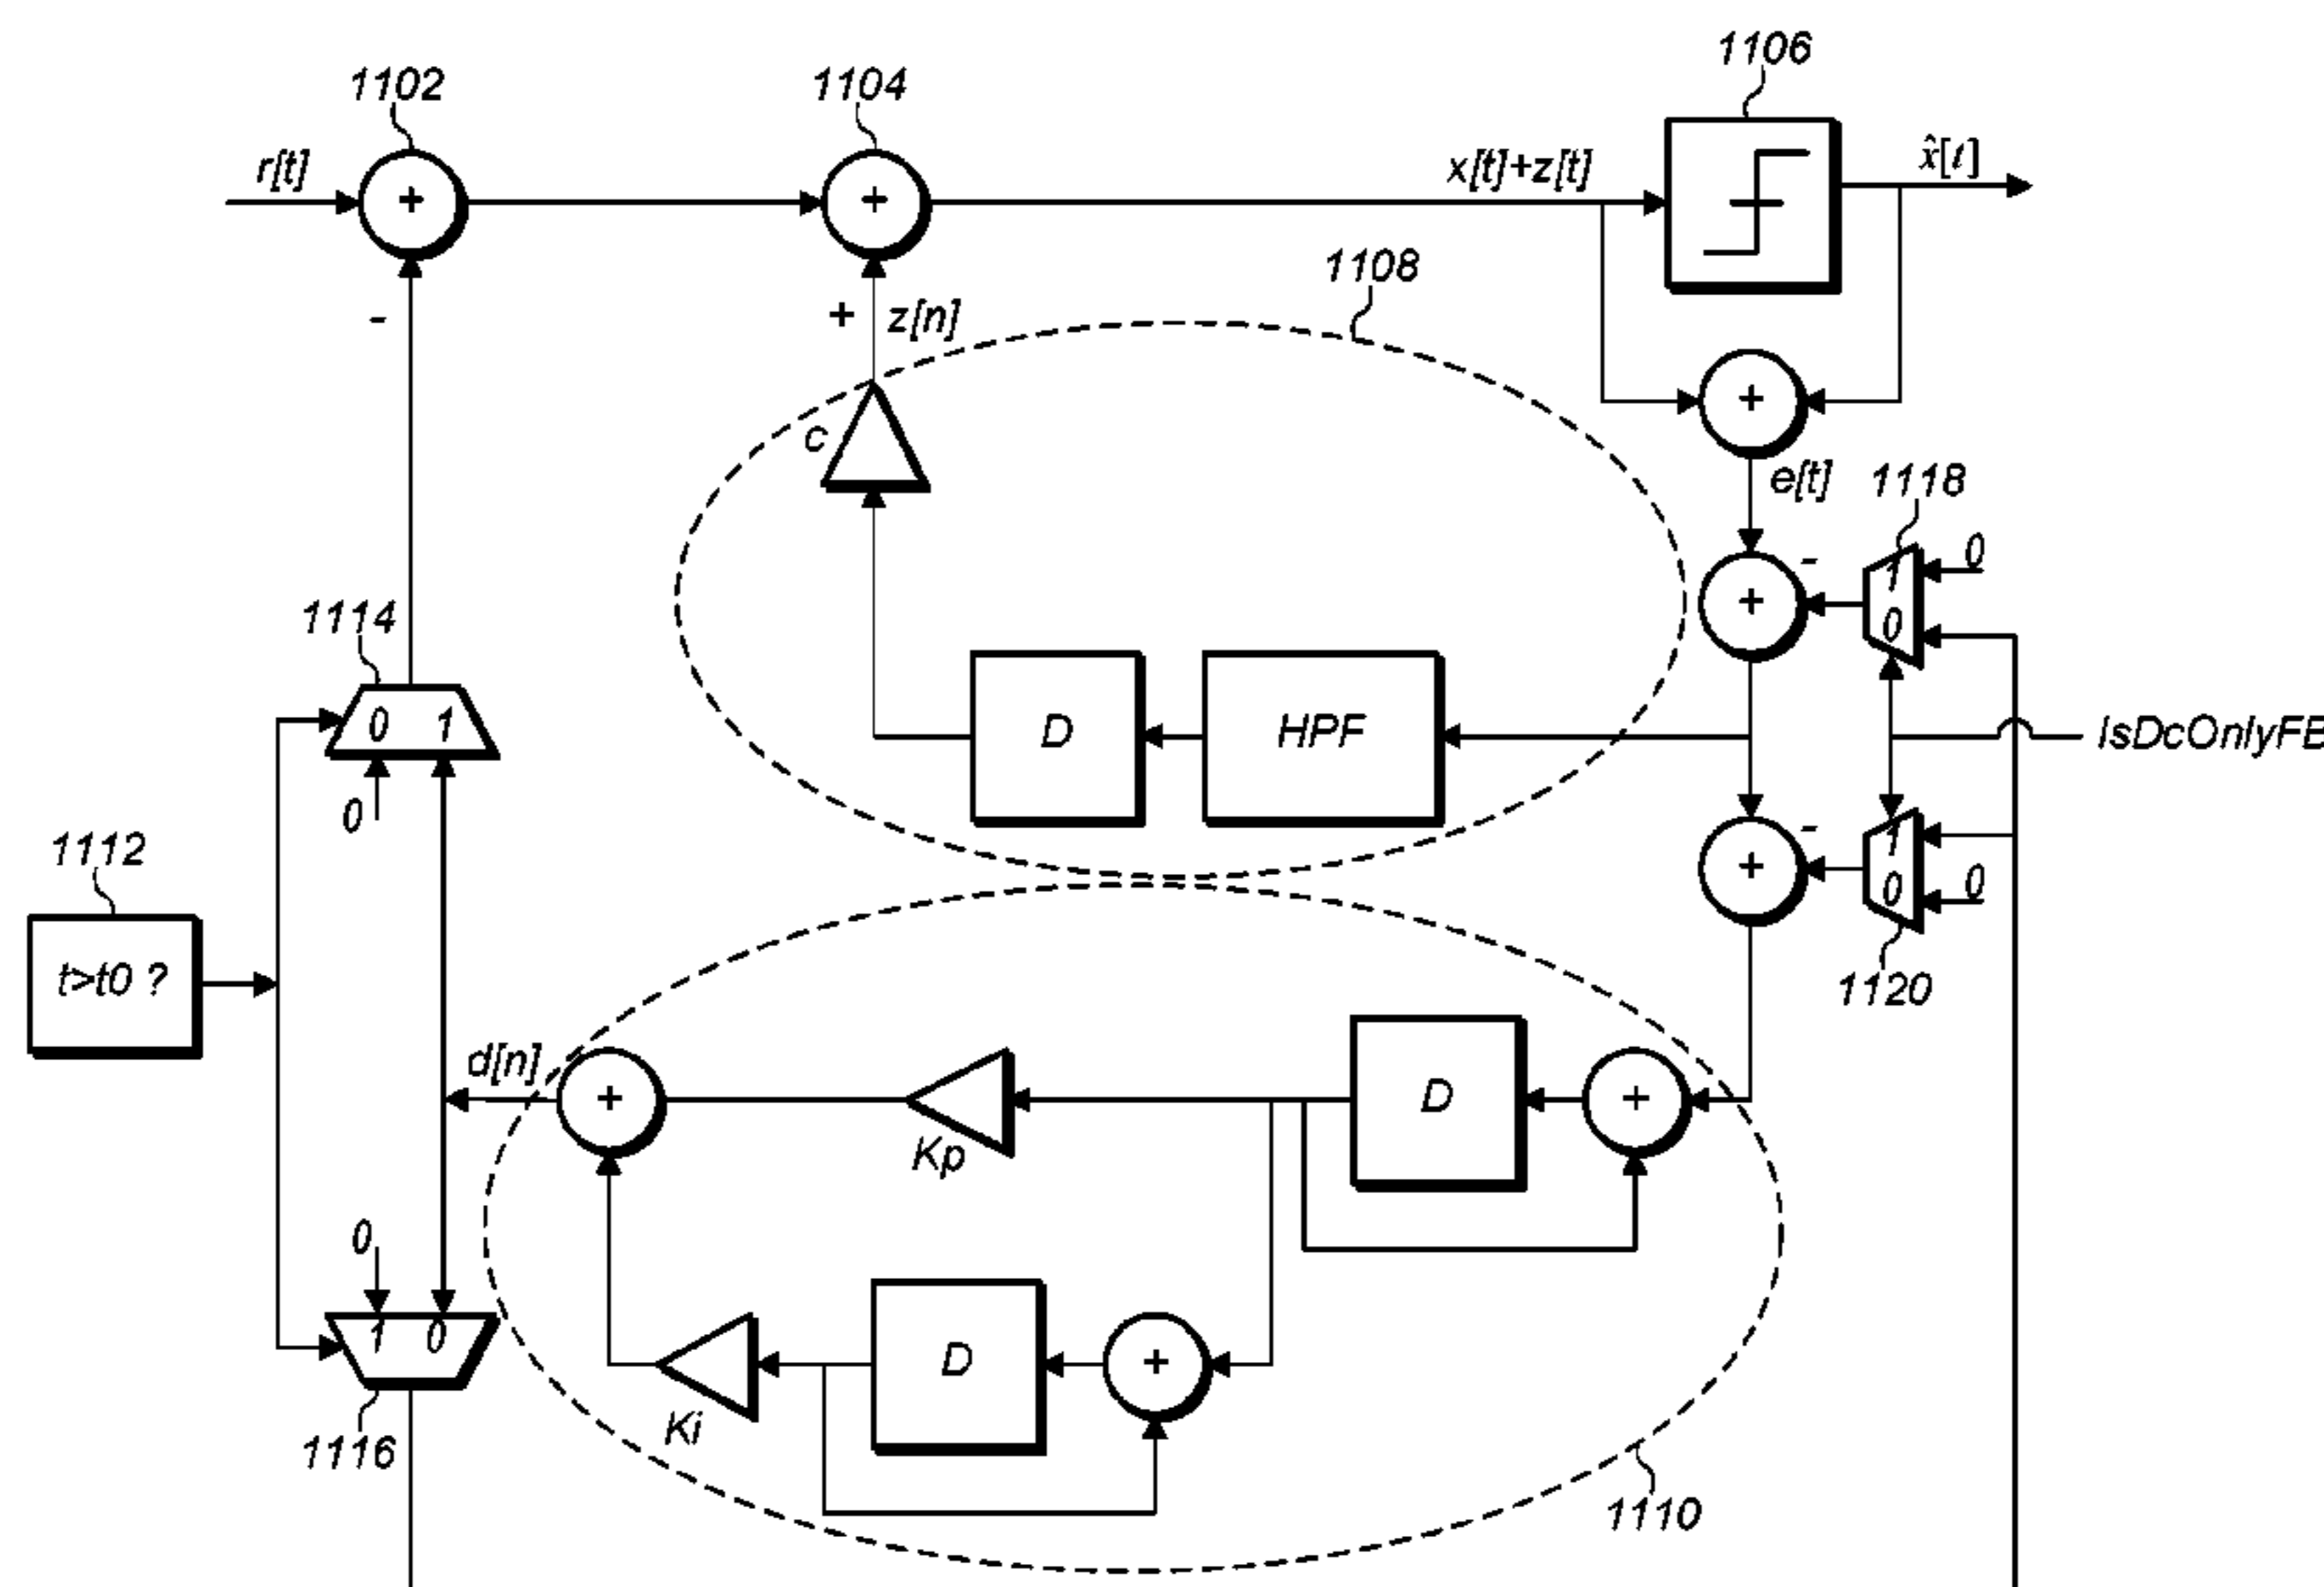 1102
1104
1106
r[t]
+
+
x[t]+z[t]
x̂[t]
-
+
z[n]
1108
c
+
e[t]
1118
0
1
0
-
+
1114
0
1
0
D
HPF
IsDcOnlyFB
1112
t>t0 ?
-
+
1
0
0
1120
d[n]
+
Kp
D
+
0
1
0
1116
Ki
D
+
1110